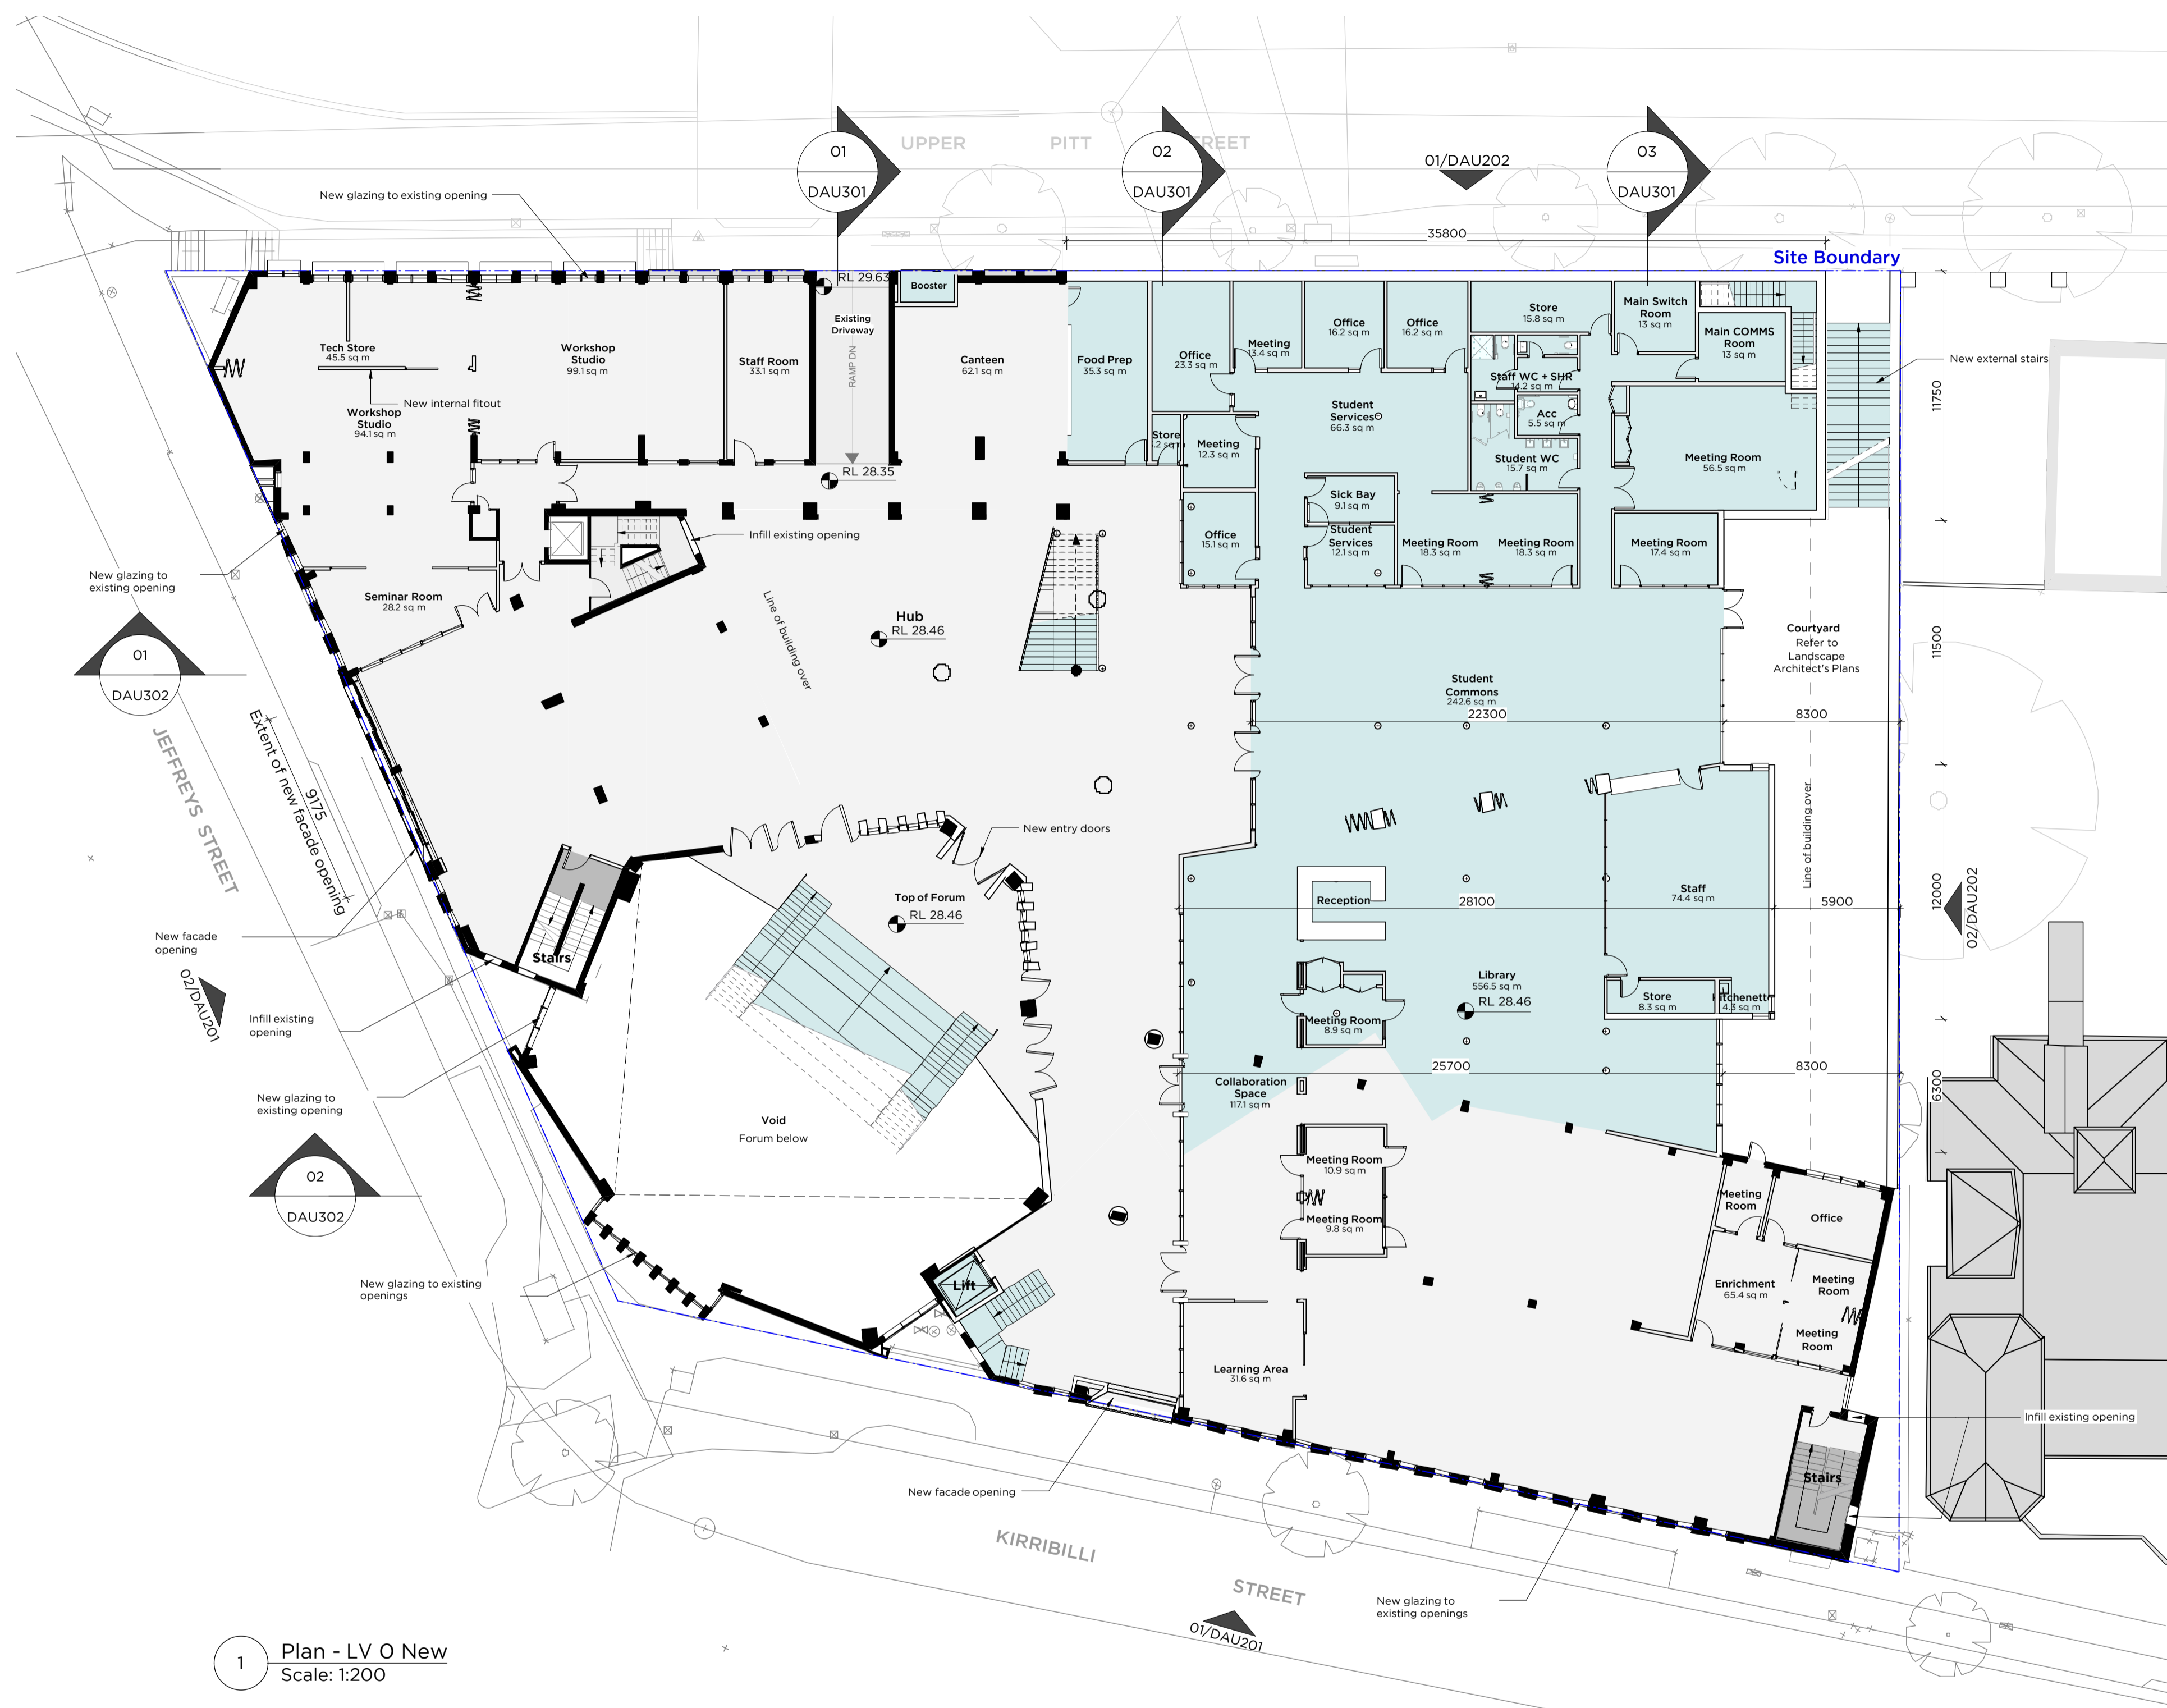 UPPER PITT STREET
01
DAU301
02
DAU301
01/DAU202
03
DAU301
New glazing to existing opening
35800
Site Boundary
RL 29.63
Booster
Existing
Driveway
RAMP DN
RL 28.35
Tech Store
45.5 sq m
Workshop
Studio
99.1 sq m
Staff Room
33.1 sq m
Canteen
62.1 sq m
Food Prep
35.3 sq m
Office
23.3 sq m
Meeting
13.4 sq m
Office
16.2 sq m
Office
16.2 sq m
Store
15.8 sq m
Main Switch
Room
13 sq m
Main COMMS
Room
13 sq m
New external stairs
11750
New internal fitout
Workshop
Studio
94.1 sq m
Staff WC + SHR
14.2 sq m
Student
Services
66.3 sq m
Acc
5.5 sq m
Store
Meeting
12.3 sq m
Student WC
15.7 sq m
Meeting Room
56.5 sq m
Sick Bay
9.1 sq m
Infill existing opening
Office
15.1 sq m
Student
Services
12.1 sq m
Meeting Room
18.3 sq m
Meeting Room
18.3 sq m
Meeting Room
17.4 sq m
New glazing to
existing opening
Seminar Room
28.2 sq m
Line of building over
Hub
RL 28.46
Courtyard
Refer to
Landscape
Architect's Plans
11500
01
DAU302
Student
Commons
242.6 sq m
22300
8300
JEFFREYS STREET
Extent of new facade opening
9175
Line of building over
New entry doors
Top of Forum
RL 28.46
Reception
28100
Staff
74.4 sq m
5900
12000
02/DAU202
New facade
opening
Stairs
02/DAU201
Library
556.5 sq m
RL 28.46
Store
8.3 sq m
4.3 sq m
Infill existing
opening
Meeting Room
8.9 sq m
New glazing to
existing opening
Collaboration
Space
117.1 sq m
25700
8300
6300
Void
Forum below
02
DAU302
Meeting Room
10.9 sq m
Meeting Room
9.8 sq m
Meeting
Room
Office
New glazing to existing
openings
Lift
Enrichment
65.4 sq m
Meeting
Room
Meeting
Room
Learning Area
31.6 sq m
Infill existing opening
Stairs
New facade opening
KIRRIBILLI STREET
New glazing to
existing openings
01/DAU201
1
Plan - LV 0 New
Scale: 1:200